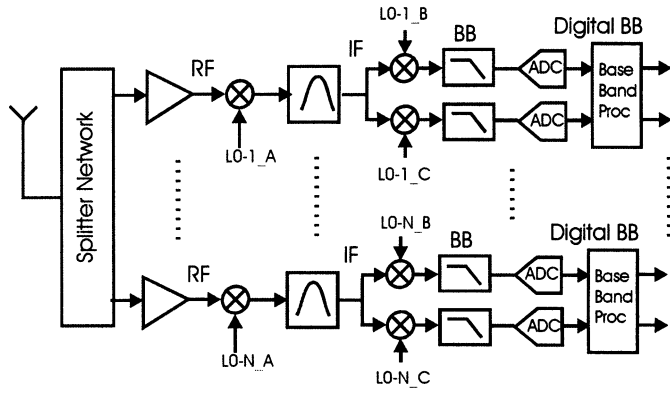 LO-1_B
Digital BB
RF
IF
BB
Splitter Network
ADC
Base
Band
Proc
ADC
LO-1_A
LO-1_C
LO-N_B
Digital BB
RF
IF
BB
ADC
Base
Band
Proc
ADC
LO-N_A
LO-N_C